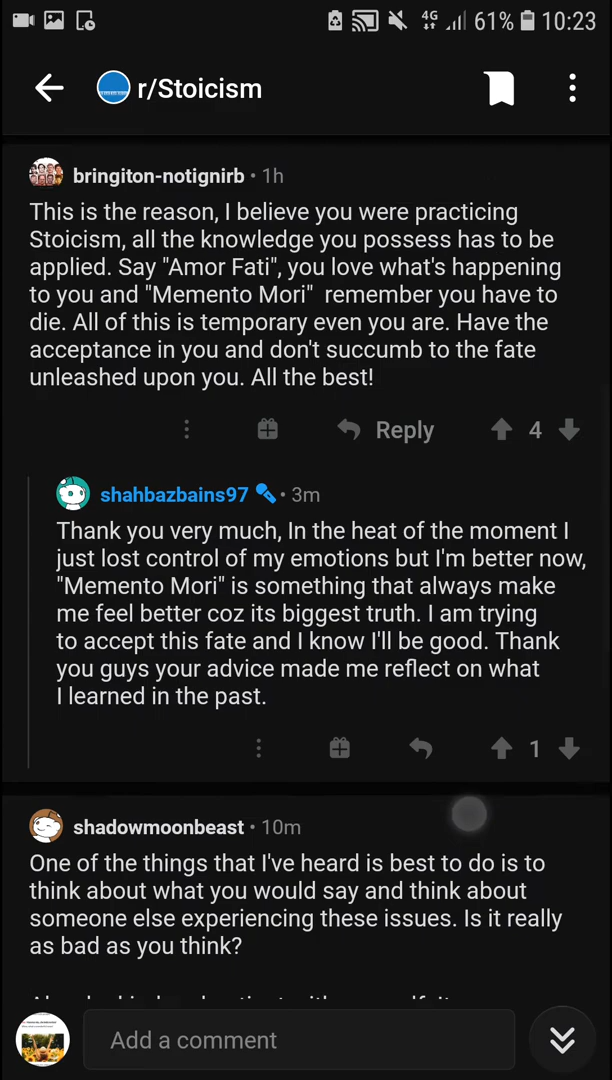 4G 61% 10:23
r/Stoicism
bringiton-notignirb • 1h
This is the reason, I believe you were practicing
Stoicism, all the knowledge you possess has to be
applied. Say "Amor Fati", you love what's happening
to you and "Memento Mori"  remember you have to
die. All of this is temporary even you are. Have the
acceptance in you and don't succumb to the fate
unleashed upon you. All the best!
Reply 4
shahbazbains97 • 3m
Thank you very much, In the heat of the moment I
just lost control of my emotions but I'm better now,
"Memento Mori" is something that always make
me feel better coz its biggest truth. I am trying
to accept this fate and I know I'll be good. Thank
you guys your advice made me reflect on what
I learned in the past.
1
shadowmoonbeast • 10m
One of the things that I've heard is best to do is to
think about what you would say and think about
someone else experiencing these issues. Is it really
as bad as you think?
Add a comment